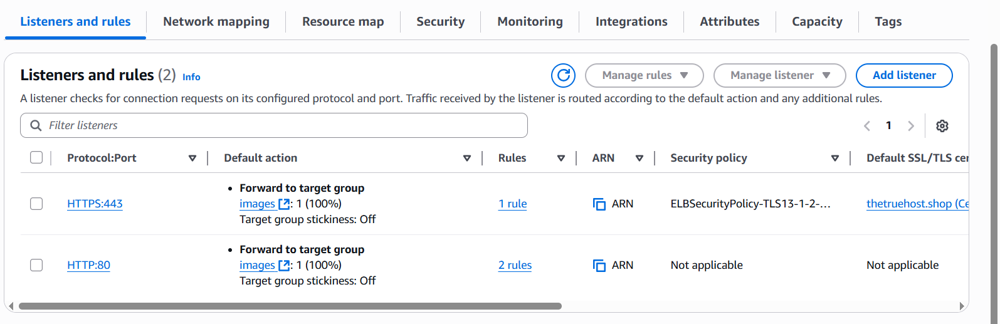 Listeners and rules Network mapping Resource map Security Monitoring Integrations Attributes Capacity Tags
Listeners and rules (2) Info Manage rules Manage listener Add listener
A listener checks for connection requests on its configured protocol and port. Traffic received by the listener is routed according to the default action and any additional rules.
Filter listeners 1
Protocol:Port Default action Rules ARN Security policy Default SSL/TLS cer
• Forward to target group
HTTPS:443 images : 1 (100%) 1 rule ARN ELBSecurityPolicy-TLS13-1-2-... thetruehost.shop (Ce
Target group stickiness: Off
• Forward to target group
HTTP:80 images : 1 (100%) 2 rules ARN Not applicable Not applicable
Target group stickiness: Off